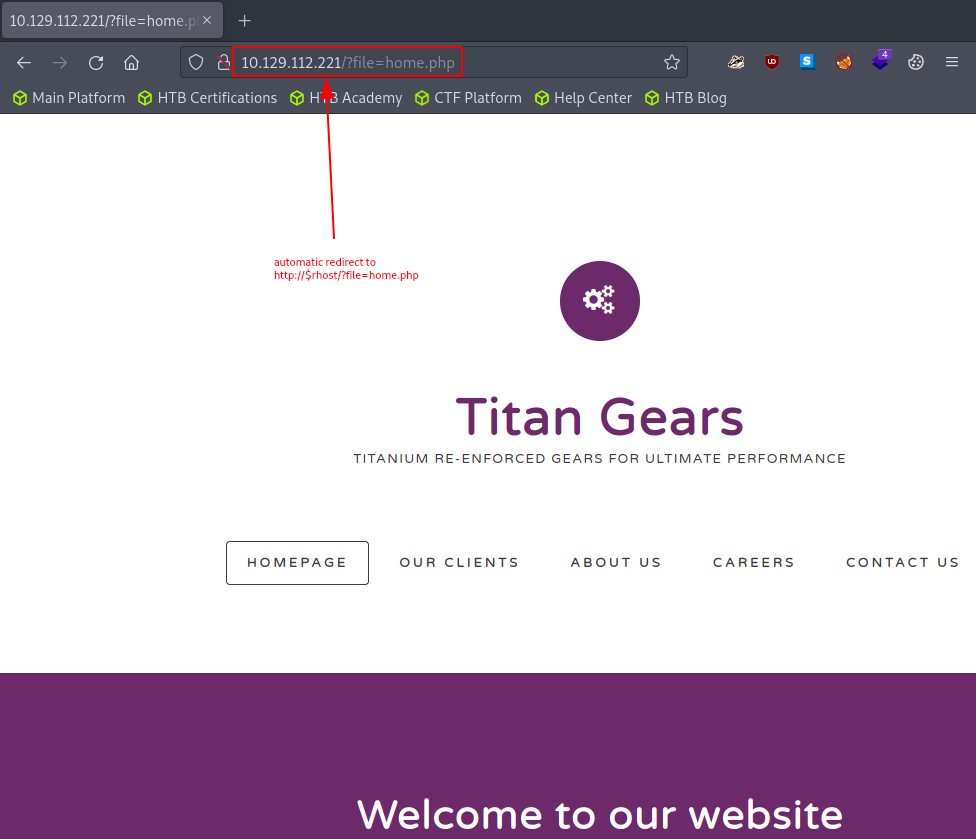 10.129.112.221/?file=home.p
10.129.112.221/?file=home.php
4
Main Platform HTB Certifications HTB Academy CTF Platform Help Center HTB Blog
automatic redirect to
http://$rhost/?file=home.php
Titan Gears
TITANIUM RE-ENFORCED GEARS FOR ULTIMATE PERFORMANCE
HOMEPAGE OUR CLIENTS ABOUT US CAREERS CONTACT US
Welcome to our website